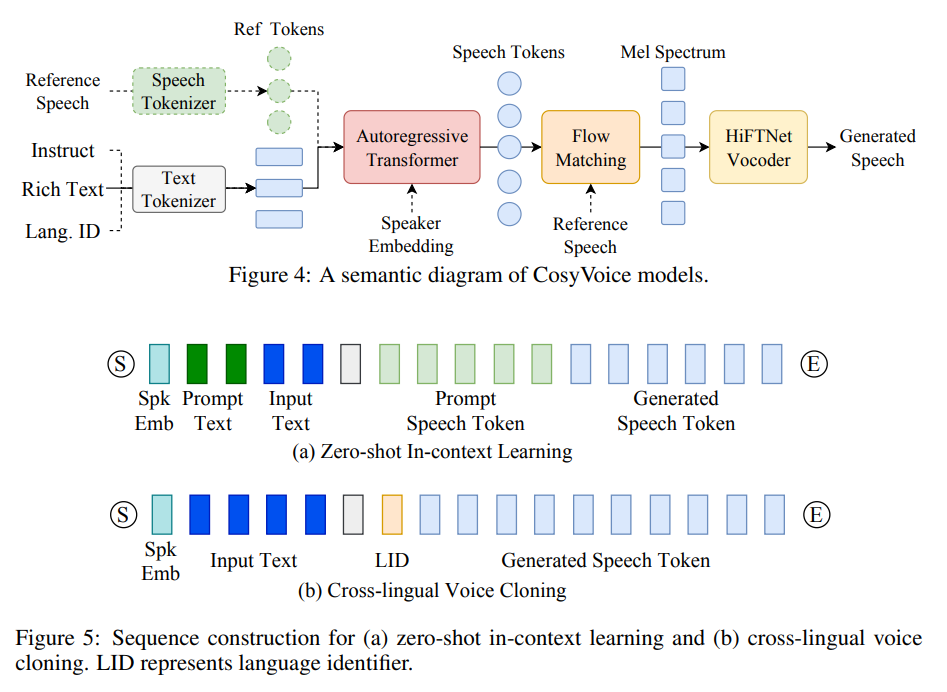 Ref Tokens
Speech Tokens
Mel Spectrum
Reference
Speech
Speech
Tokenizer
Instruct
Rich Text
Lang. ID
Text
Tokenizer
Autoregressive
Transformer
Speaker
Embedding
Flow
Matching
Reference
Speech
HiFTNet
Vocoder
Generated
Speech
Figure 4: A semantic diagram of CosyVoice models.
S
E
Spk
Emb
Prompt
Text
Input
Text
Prompt
Speech Token
Generated
Speech Token
(a) Zero-shot In-context Learning
S
E
Spk
Emb
Input Text
LID
Generated Speech Token
(b) Cross-lingual Voice Cloning
Figure 5: Sequence construction for (a) zero-shot in-context learning and (b) cross-lingual voice
cloning. LID represents language identifier.